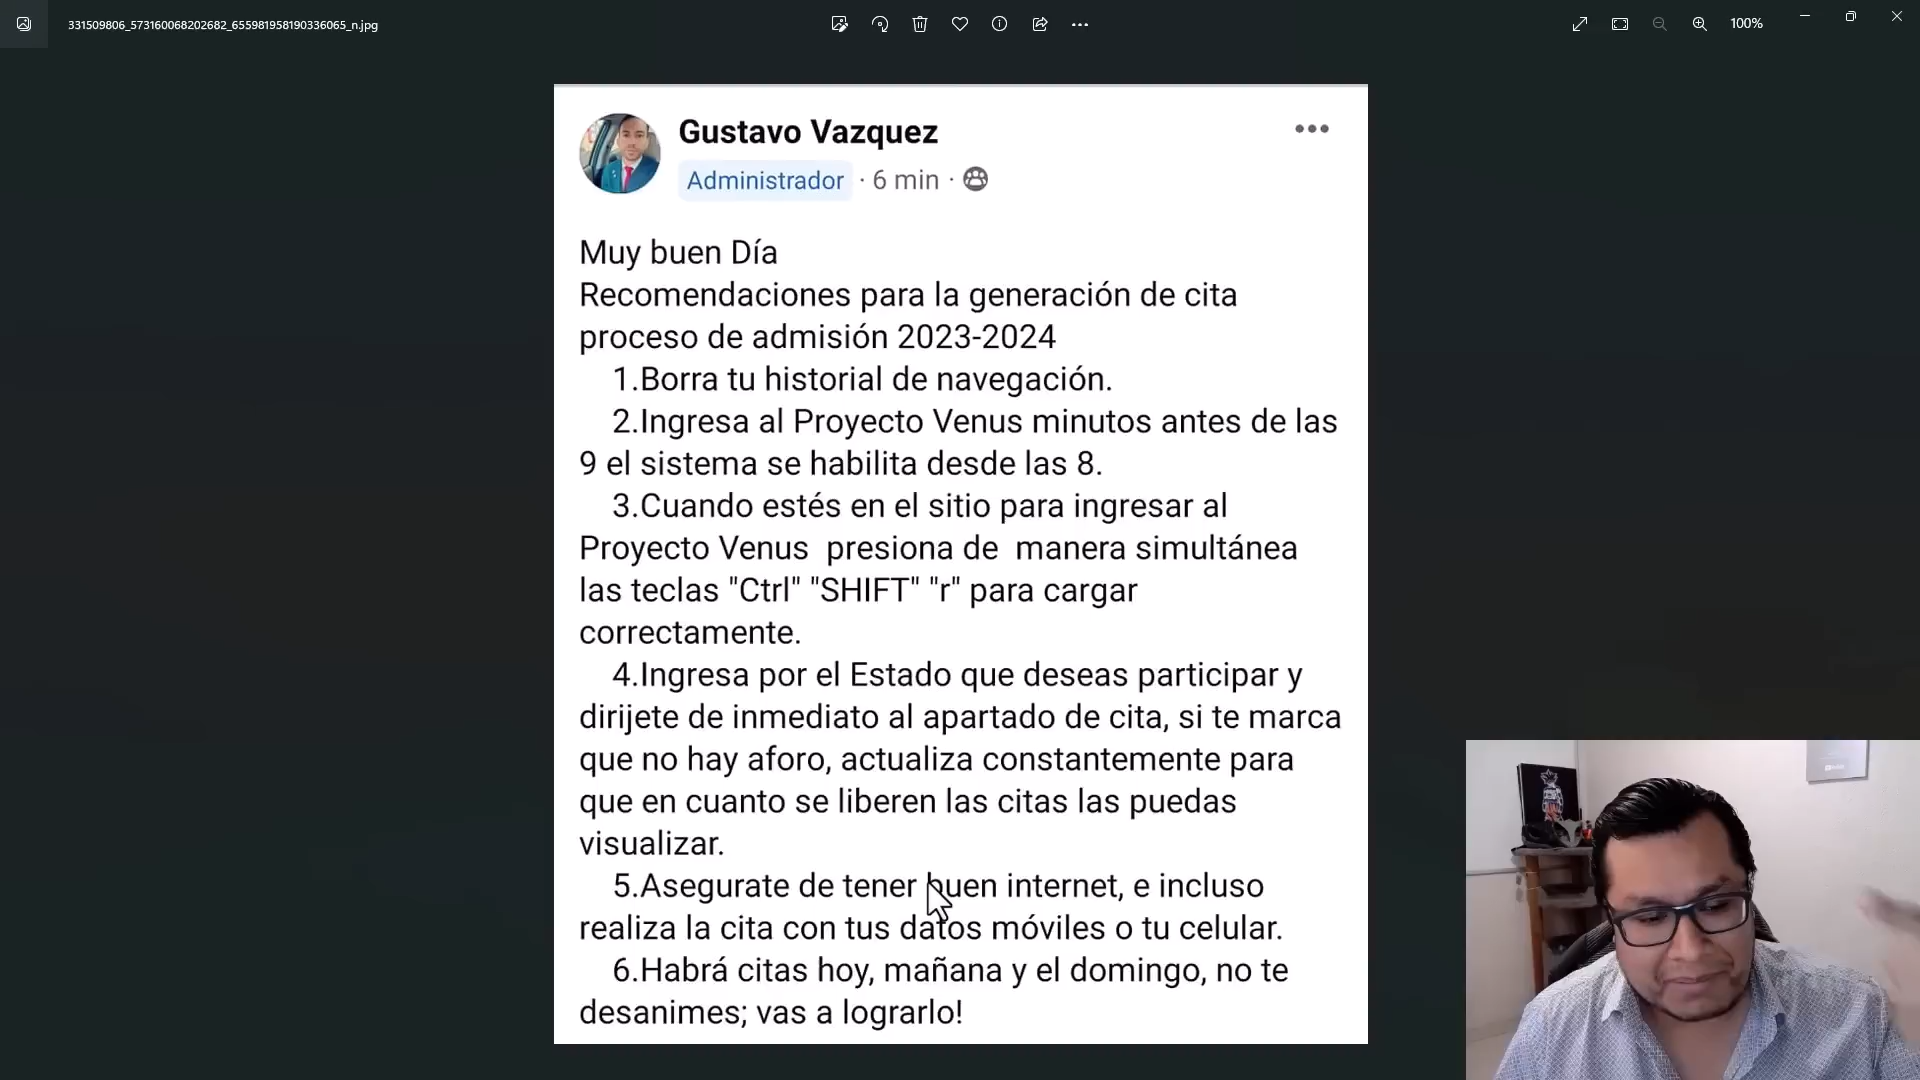 331509806_573160068202682_655981958190336065_n.jpg
100%
Gustavo Vazquez
Administrador · 6 min ·
Muy buen Día
Recomendaciones para la generación de cita
proceso de admisión 2023-2024
1.Borra tu historial de navegación.
2.Ingresa al Proyecto Venus minutos antes de las
9 el sistema se habilita desde las 8.
3.Cuando estés en el sitio para ingresar al
Proyecto Venus  presiona de  manera simultánea
las teclas "Ctrl" "SHIFT" "r" para cargar
correctamente.
4.Ingresa por el Estado que deseas participar y
dirijete de inmediato al apartado de cita, si te marca
que no hay aforo, actualiza constantemente para
que en cuanto se liberen las citas las puedas
visualizar.
5.Asegurate de tener buen internet, e incluso
realiza la cita con tus datos móviles o tu celular.
6.Habrá citas hoy, mañana y el domingo, no te
desanimes; vas a lograrlo!